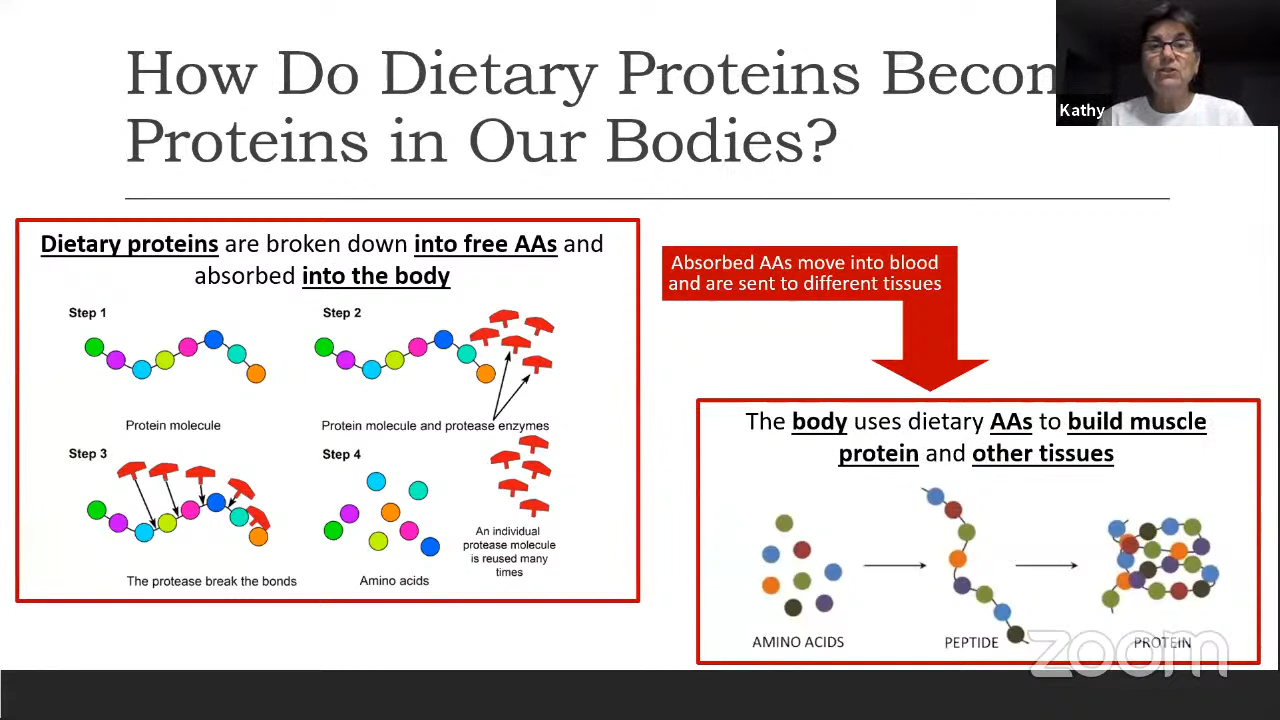 How Do Dietary Proteins Becom
Proteins in Our Bodies?
Kathy
Dietary proteins are broken down into free AAs and
absorbed into the body
Step 1
Step 2
Protein molecule
Protein molecule and protease enzymes
Step 3
Step 4
The protease break the bonds
Amino acids
An individual
protease molecule
is reused many
times
Absorbed AAs move into blood
and are sent to different tissues
The body uses dietary AAs to build muscle
protein and other tissues
AMINO ACIDS
PEPTIDE
PROTEIN
zoom